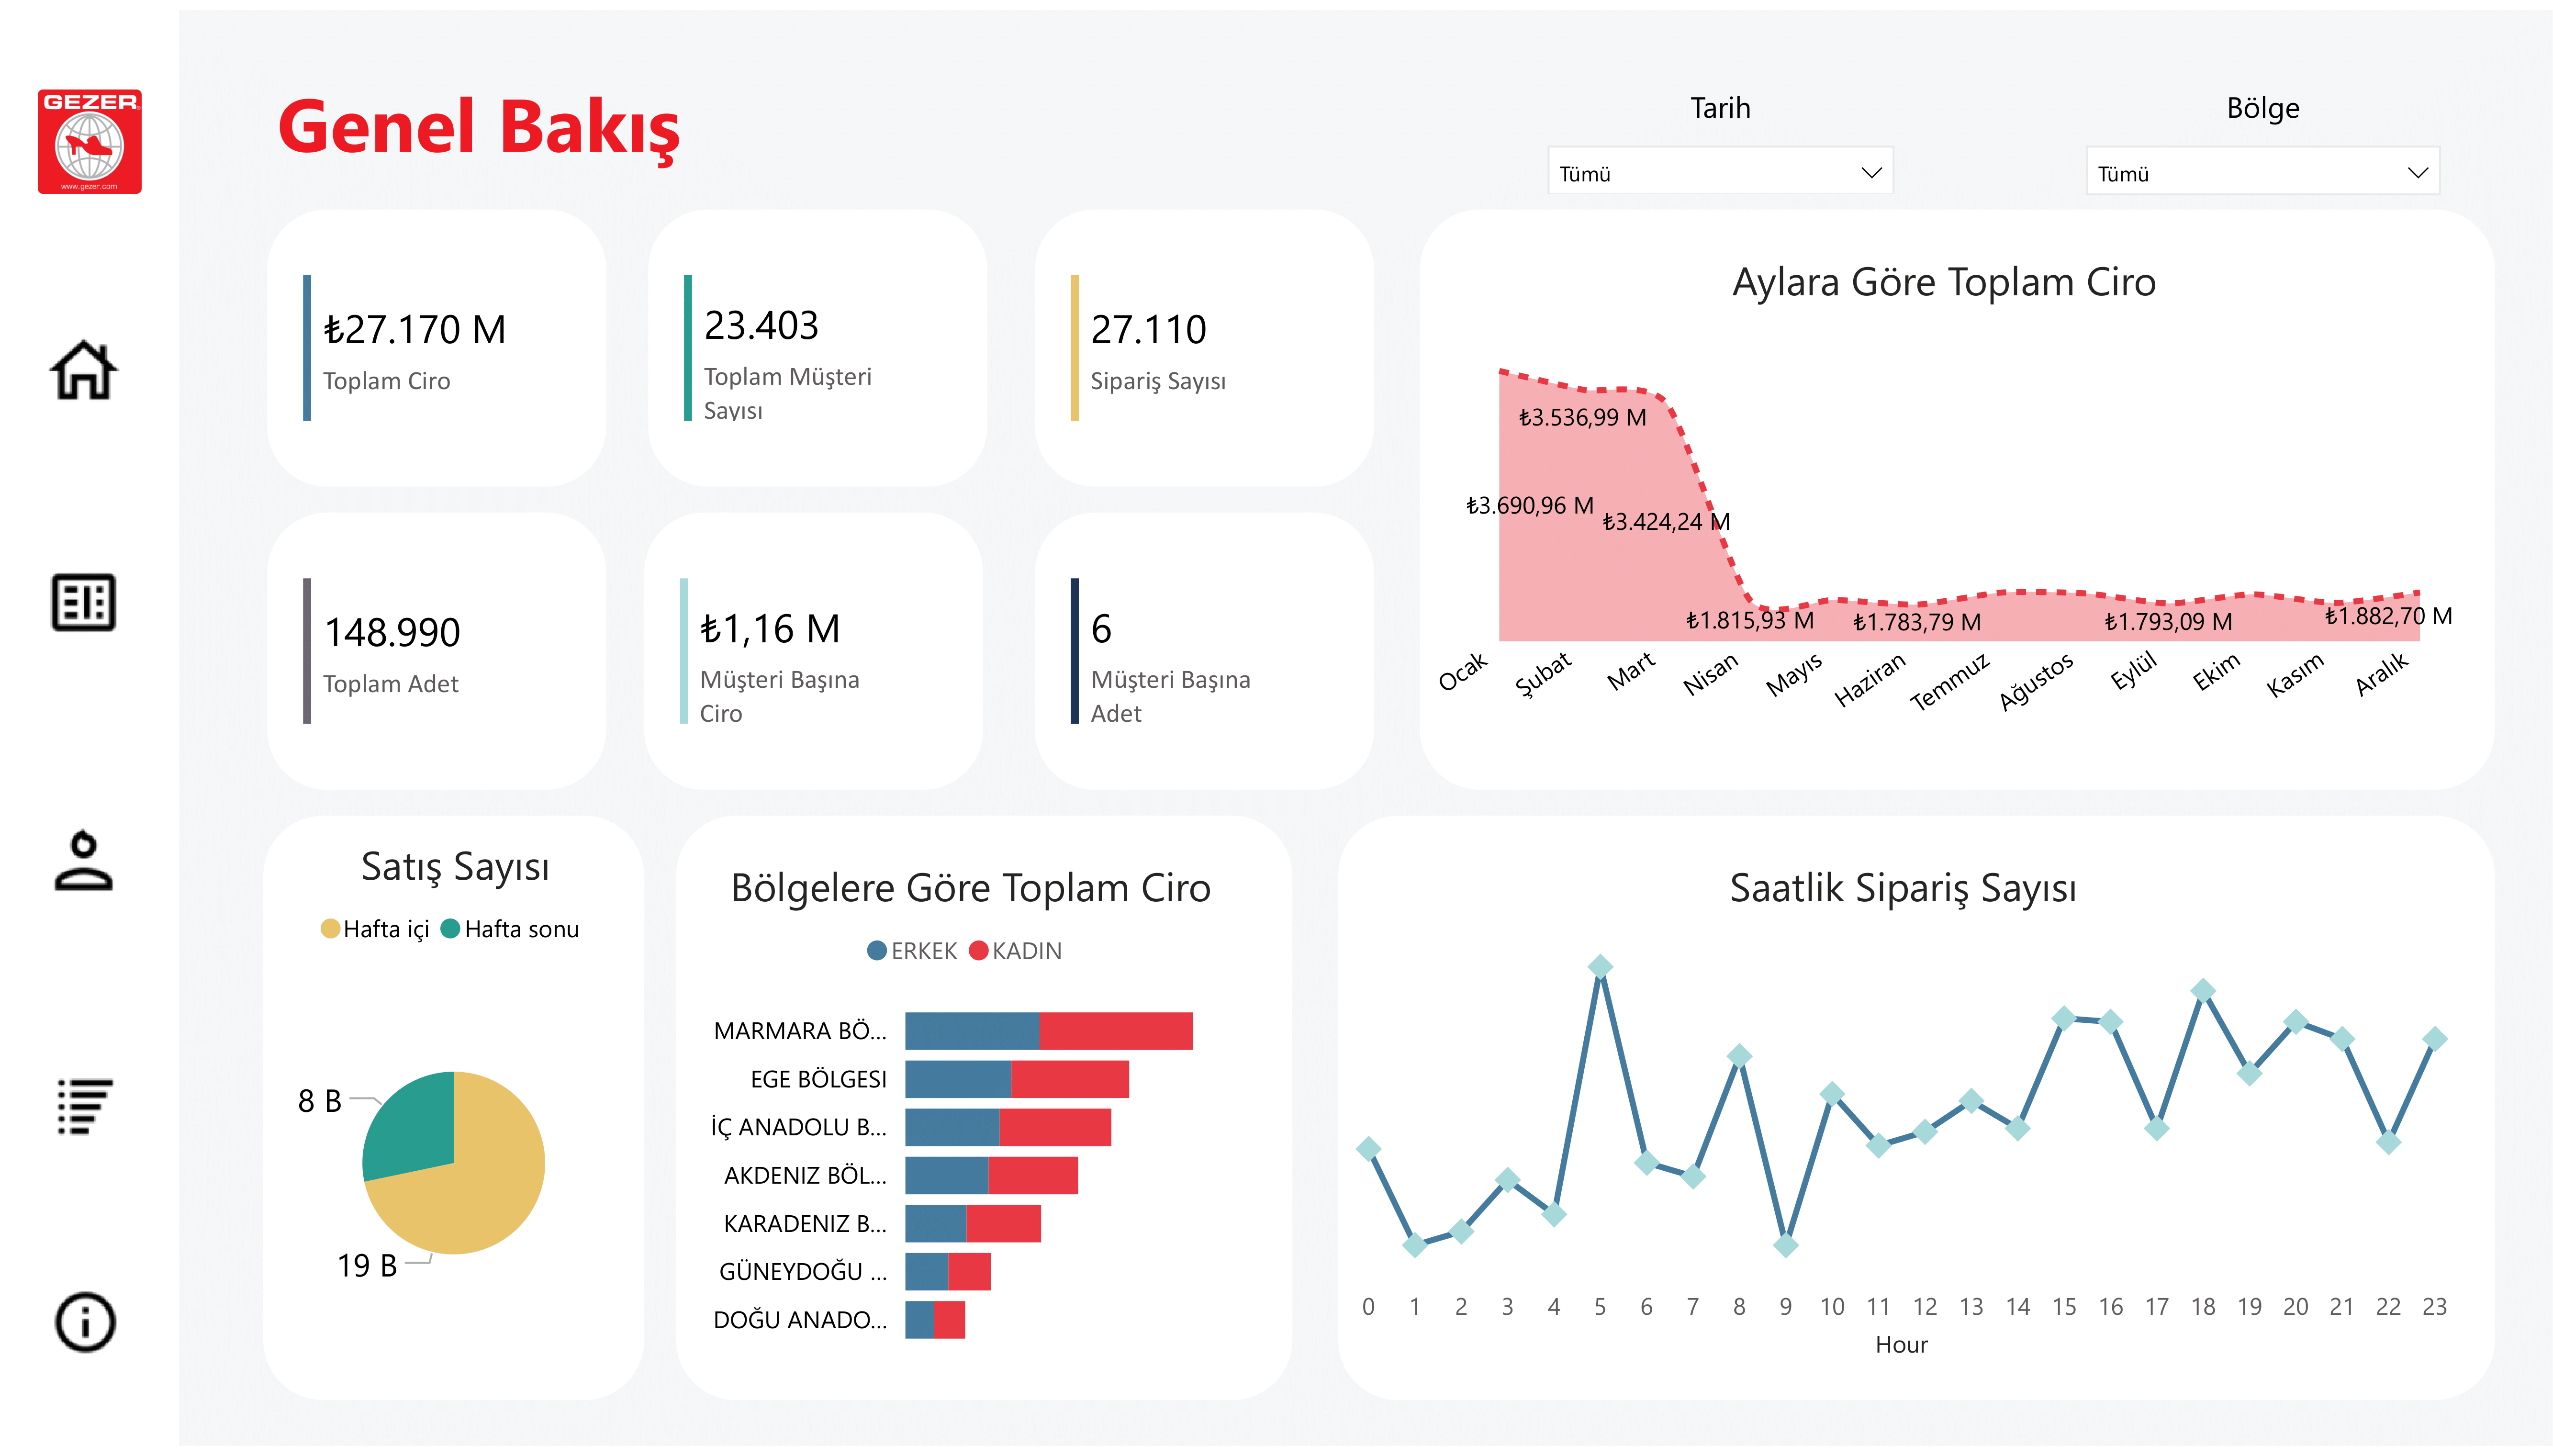 GEZER
www.gezer.com
Genel Bakış
Tarih
Tümü
Bölge
Tümü
₺27.170 M
Toplam Ciro
23.403
Toplam Müşteri
Sayısı
27.110
Sipariş Sayısı
148.990
Toplam Adet
₺1,16 M
Müşteri Başına
Ciro
6
Müşteri Başına
Adet
Aylara Göre Toplam Ciro
₺3.536,99 M
₺3.690,96 M
₺3.424,24 M
₺1.815,93 M
₺1.783,79 M
₺1.793,09 M
₺1.882,70 M
Ocak Şubat Mart Nisan Mayıs Haziran Temmuz Ağustos Eylül Ekim Kasım Aralık
Satış Sayısı
Hafta içi Hafta sonu
8 B
19 B
Bölgelere Göre Toplam Ciro
ERKEK KADIN
MARMARA BÖ...
EGE BÖLGESI
İÇ ANADOLU B...
AKDENIZ BÖL...
KARADENIZ B...
GÜNEYDOĞU ...
DOĞU ANADO...
Saatlik Sipariş Sayısı
0 1 2 3 4 5 6 7 8 9 10 11 12 13 14 15 16 17 18 19 20 21 22 23
Hour